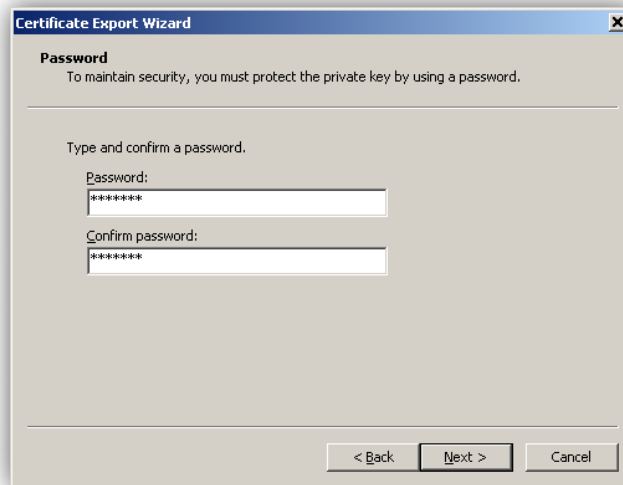 Certificate Export Wizard
Password
To maintain security, you must protect the private key by using a password.
Type and confirm a password.
Password:
*******
Confirm password:
*******
< Back Next > Cancel